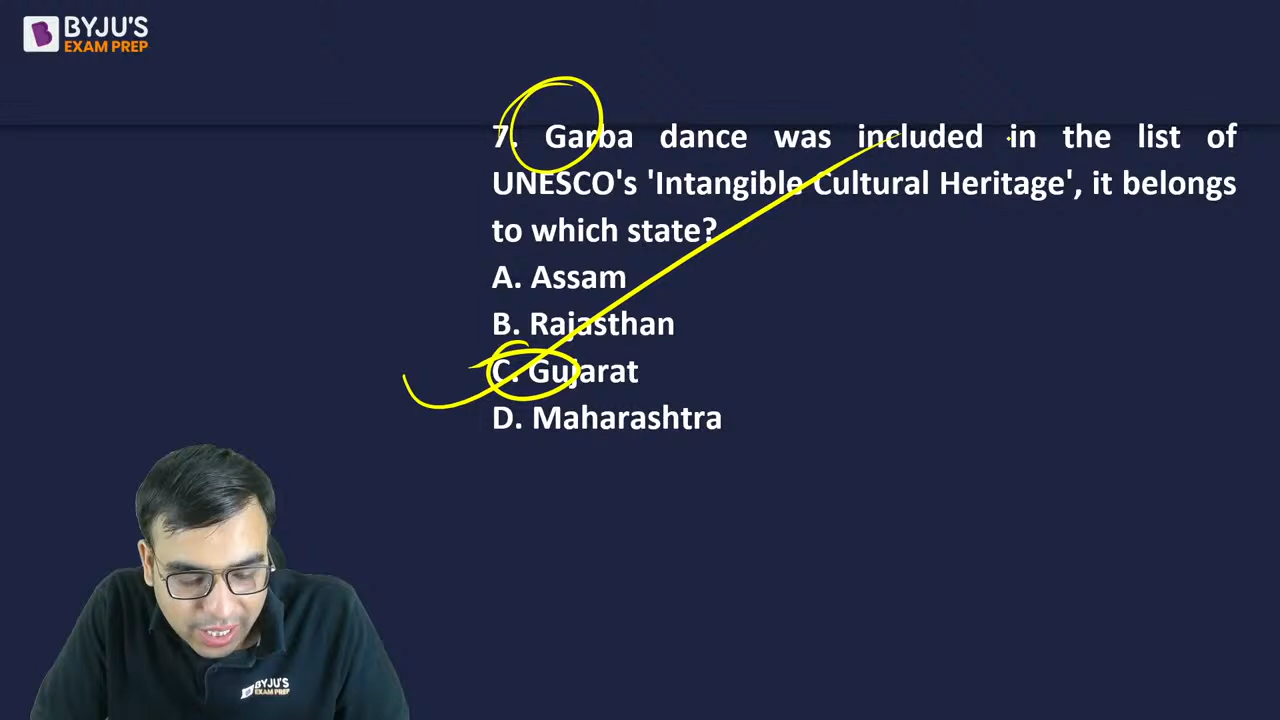 BYJU'S
EXAM PREP
7. Garba dance was included in the list of
UNESCO's 'Intangible Cultural Heritage', it belongs
to which state?
A. Assam
B. Rajasthan
C. Gujarat
D. Maharashtra
BYJU'S
EXAM PREP